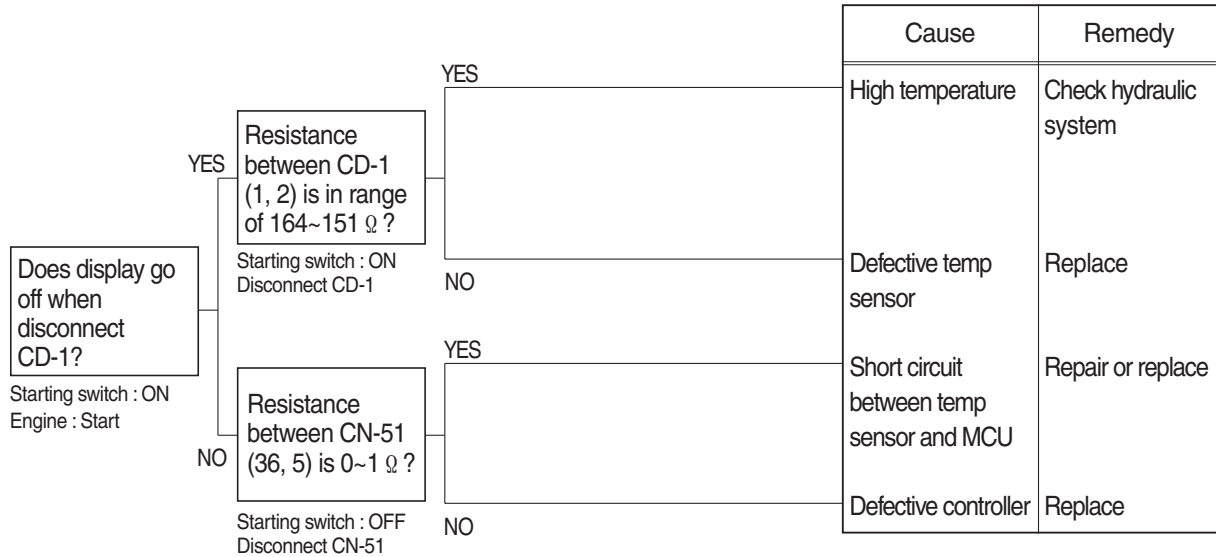 Does display go
off when
disconnect
CD-1?
Starting switch : ON
Engine : Start
YES
Resistance
between CD-1
(1, 2) is in range
of 164~151 Ω ?
Starting switch : ON
Disconnect CD-1
NO
Resistance
between CN-51
(36, 5) is 0~1 Ω ?
Starting switch : OFF
Disconnect CN-51
YES
NO
YES
NO
Cause Remedy
High temperature Check hydraulic
system
Defective temp Replace
sensor
Short circuit Repair or replace
between temp
sensor and MCU
Defective controller Replace